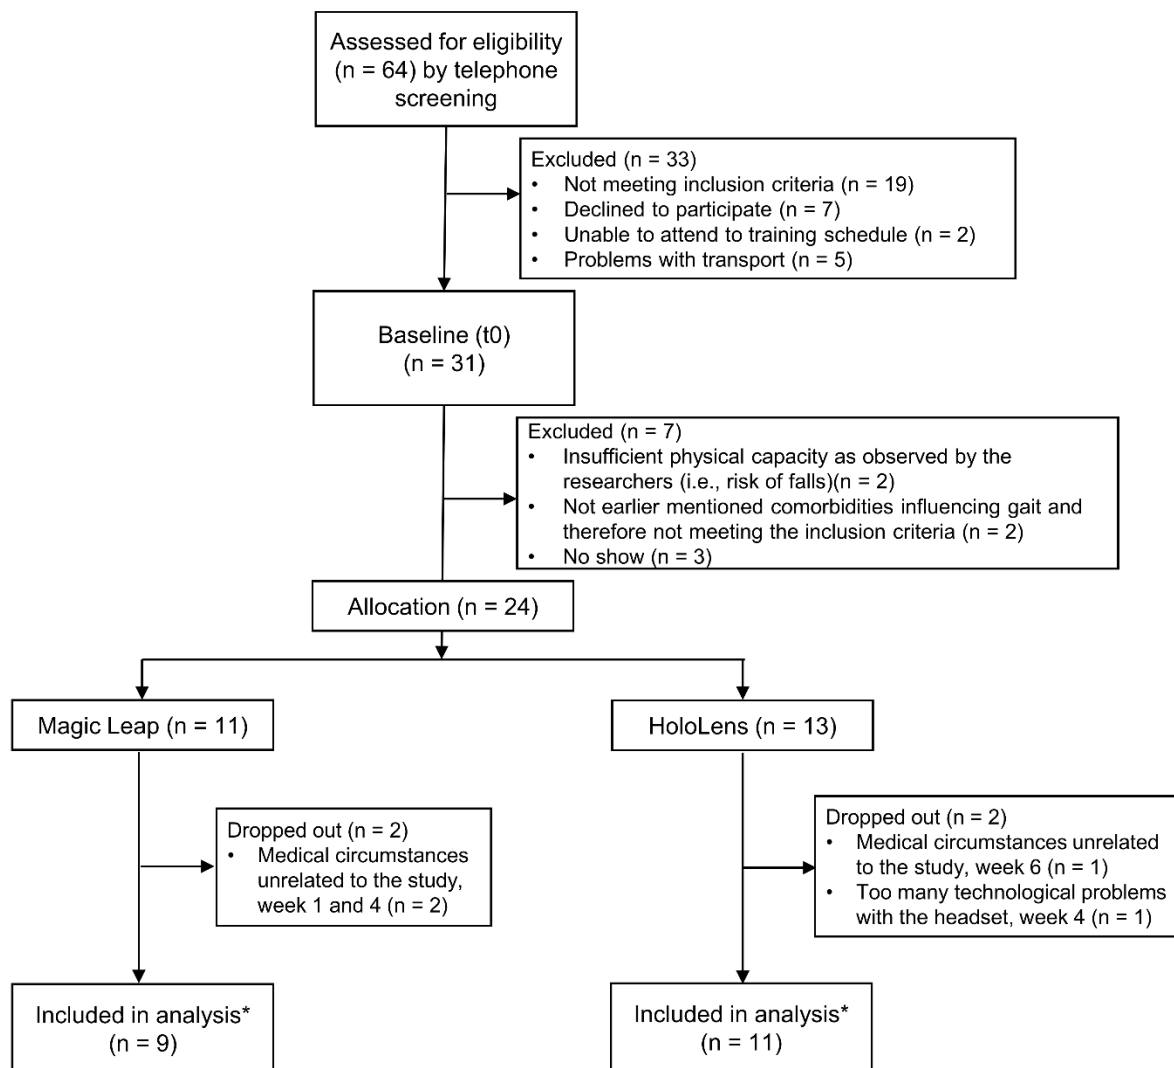 Assessed for eligibility
(n = 64) by telephone
screening
Excluded (n = 33)
• Not meeting inclusion criteria (n = 19)
• Declined to participate (n = 7)
• Unable to attend to training schedule (n = 2)
• Problems with transport (n = 5)
Baseline (t0)
(n = 31)
Excluded (n = 7)
• Insufficient physical capacity as observed by the
researchers (i.e., risk of falls)(n = 2)
• Not earlier mentioned comorbidities influencing gait and
therefore not meeting the inclusion criteria (n = 2)
• No show (n = 3)
Allocation (n = 24)
Magic Leap (n = 11)
HoloLens (n = 13)
Dropped out (n = 2)
• Medical circumstances
unrelated to the study,
week 1 and 4 (n = 2)
Dropped out (n = 2)
• Medical circumstances unrelated
to the study, week 6 (n = 1)
• Too many technological problems
with the headset, week 4 (n = 1)
Included in analysis*
(n = 9)
Included in analysis*
(n = 11)